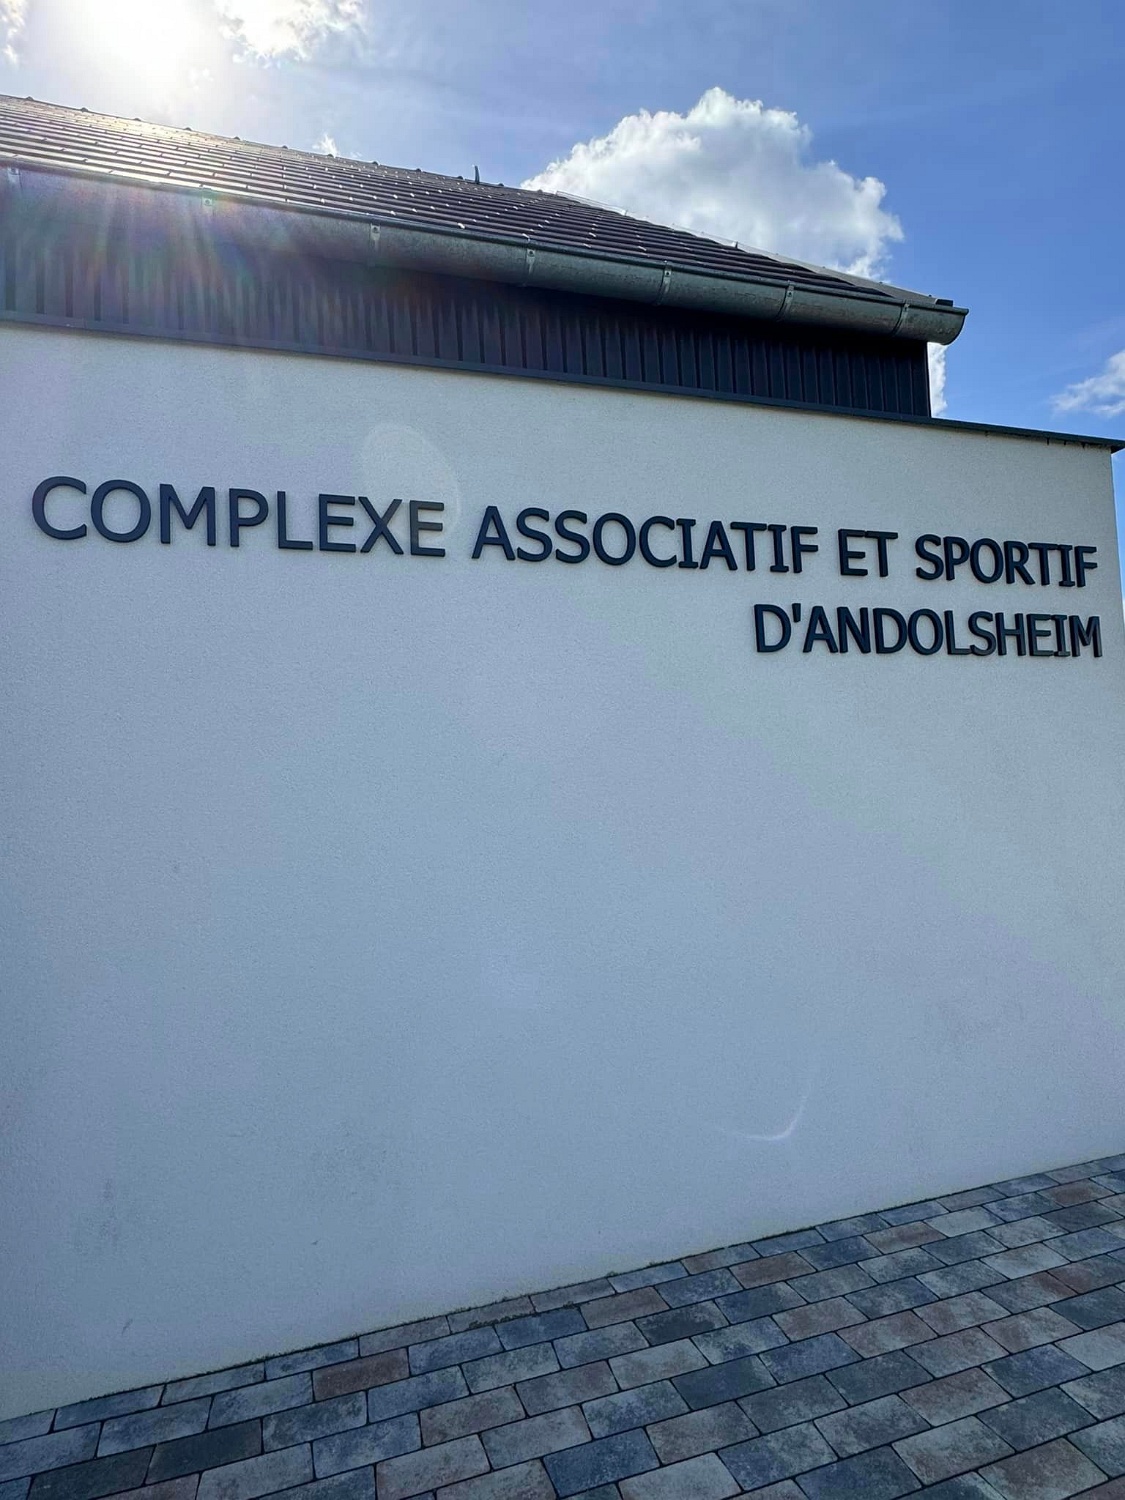 COMPLEXE ASSOCIATIF ET SPORTIF
D'ANDOLSHEIM